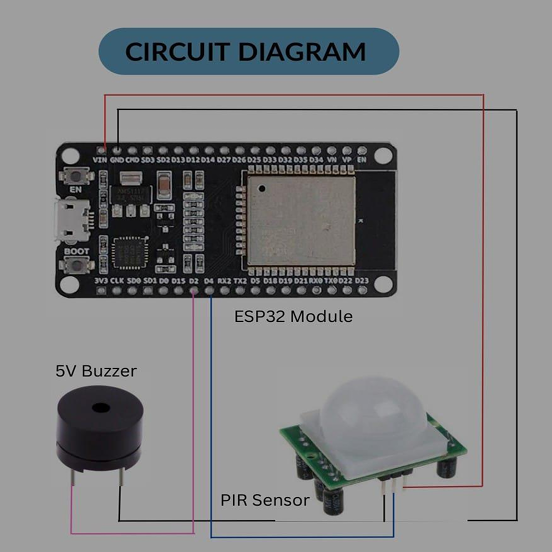 CIRCUIT DIAGRAM
VIN GND CMD SD3 SD2 D13 D12 D14 D27 D26 D25 D33 D32 D35 D34 VN VP EN
EN
BOOT
3V3 CLK SD0 SD1 D0 D15 D2 D4 RX2 TX2 D5 D18 D19 D21 RX0 TX0 D22 D23
ESP32 Module
5V Buzzer
PIR Sensor